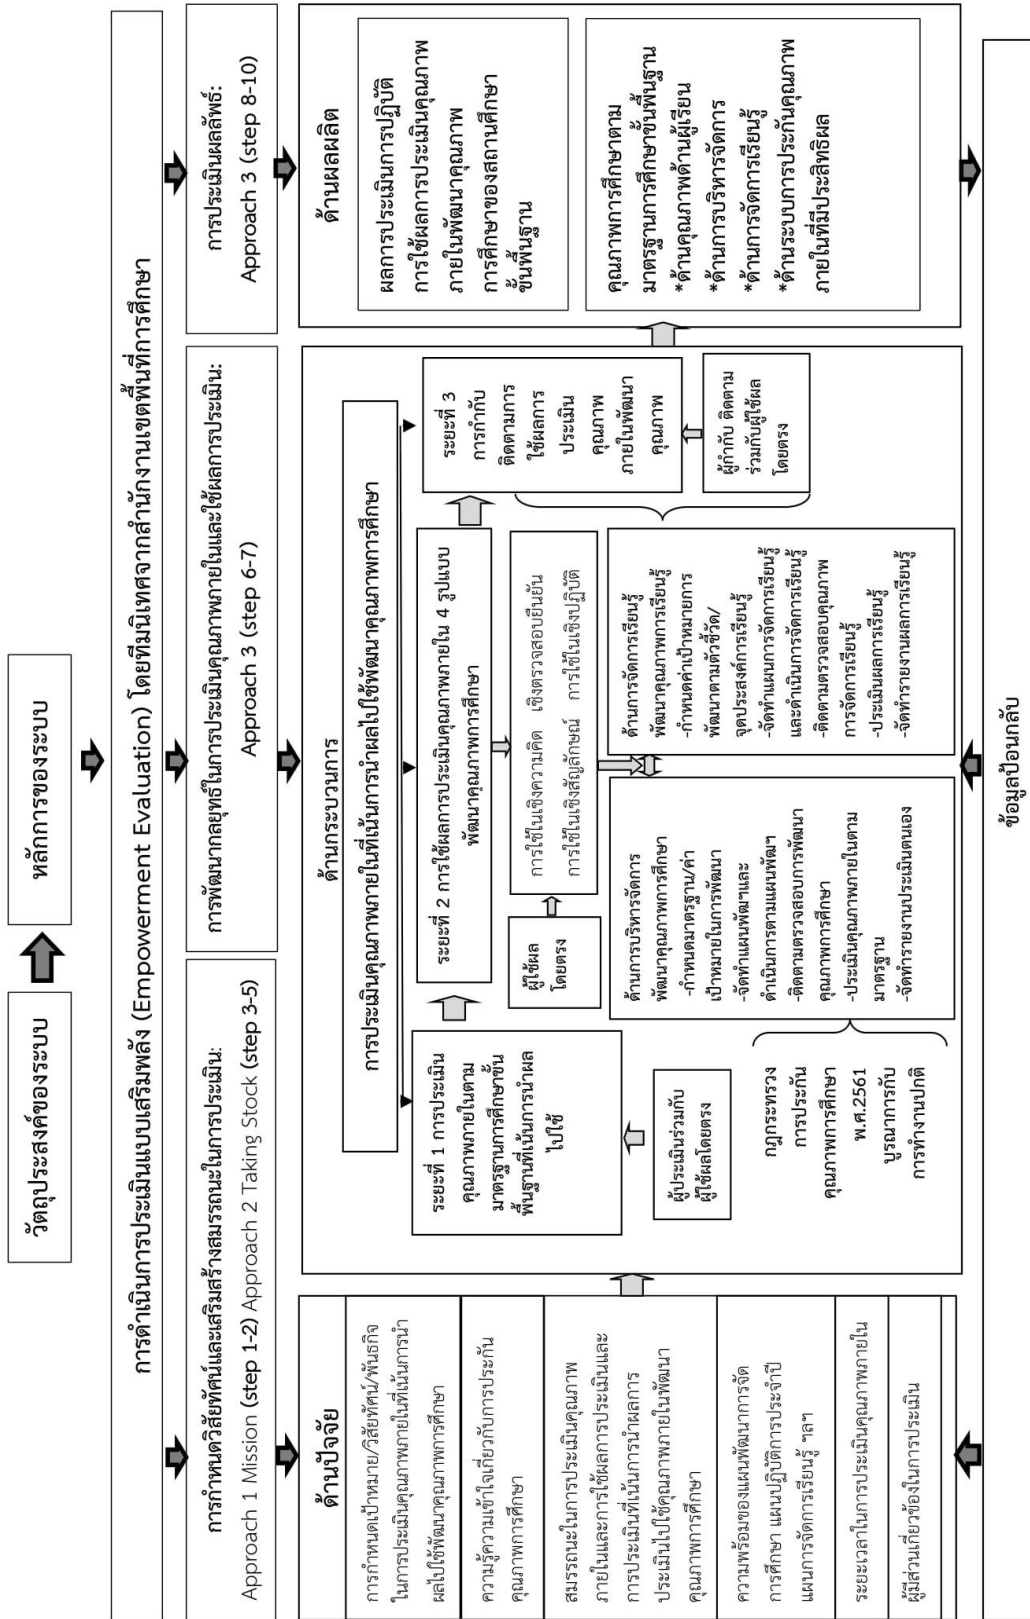 วัตถุประสงค์ของระบบ
หลักการของระบบ
การดำเนินการประเมินแบบเสริมพลัง (Empowerment Evaluation) โดยทีมนิเทศจากสำนักงานเขตพื้นที่การศึกษา
การกำหนดวิสัยทัศน์และเสริมสร้างสมรรถนะในการประเมิน:
Approach 1 Mission (step 1-2) Approach 2 Taking Stock (step 3-5)
การพัฒนากลยุทธ์ในการประเมินคุณภาพภายในและใช้ผลการประเมิน:
Approach 3 (step 6-7)
การประเมินผลลัพธ์:
Approach 3 (step 8-10)
ด้านปัจจัย
การกำหนดเป้าหมาย/วิสัยทัศน์/พันธกิจ
ในการประเมินคุณภาพภายในที่เน้นการนำ
ผลไปใช้พัฒนาคุณภาพการศึกษา
ความรู้ความเข้าใจเกี่ยวกับการประกัน
คุณภาพการศึกษา
สมรรถนะในการประเมินคุณภาพ
ภายในและการใช้ผลการประเมินและ
การประเมินที่เน้นการนำผลการ
ประเมินไปใช้คุณภาพภายในพัฒนา
คุณภาพการศึกษา
ความพร้อมของแผนพัฒนาการจัด
การศึกษา แผนปฏิบัติการประจำปี
แผนการจัดการเรียนรู้ ฯลฯ
ระยะเวลาในการประเมินคุณภาพภายใน
ผู้มีส่วนเกี่ยวข้องในการประเมิน
ด้านกระบวนการ
การประเมินคุณภาพภายในที่เน้นการนำผลไปใช้พัฒนาคุณภาพการศึกษา
ระยะที่ 1 การประเมิน
คุณภาพภายในตาม
มาตรฐานการศึกษาขั้น
พื้นฐานที่เน้นการนำผล
ไปใช้
ผู้ประเมินร่วมกับ
ผู้ใช้ผลโดยตรง
กฎกระทรวง
การประกัน
คุณภาพการศึกษา
พ.ศ.2561
บูรณาการกับ
การทำงานปกติ
ระยะที่ 2 การใช้ผลการประเมินคุณภาพภายใน 4 รูปแบบ
พัฒนาคุณภาพการศึกษา
ผู้ใช้ผล
โดยตรง
การใช้ในเชิงความคิด เชิงตรวจสอบยืนยัน
การใช้ในเชิงสัญลักษณ์ การใช้ในเชิงปฏิบัติ
ด้านการบริหารจัดการ
พัฒนาคุณภาพการศึกษา
-กำหนดมาตรฐาน/ค่า
เป้าหมายในการพัฒนา
-จัดทำแผนพัฒฯและ
ดำเนินการตามแผนพัฒฯ
-ติดตามตรวจสอบการพัฒนา
คุณภาพการศึกษา
-ประเมินคุณภาพภายในตาม
มาตรฐาน
-จัดทำรายงานประเมินตนเอง
ด้านการจัดการเรียนรู้
พัฒนาคุณภาพการเรียนรู้
-กำหนดค่าเป้าหมายการ
พัฒนาตามตัวชี้วัด/
จุดประสงค์การเรียนรู้
-จัดทำแผนการจัดการเรียนรู้
และดำเนินการจัดการเรียนรู้
-ติดตามตรวจสอบคุณภาพ
การจัดการเรียนรู้
-ประเมินผลการเรียนรู้
-จัดทำรายงานผลการเรียนรู้
ระยะที่ 3
การกำกับ
ติดตามการ
ใช้ผลการ
ประเมิน
คุณภาพ
ภายในพัฒนา
คุณภาพ
ผู้กำกับ ติดตาม
ร่วมกับผู้ใช้ผล
โดยตรง
ด้านผลผลิต
ผลการประเมินการปฏิบัติ
การใช้ผลการประเมินคุณภาพ
ภายในพัฒนาคุณภาพ
การศึกษาของสถานศึกษา
ขั้นพื้นฐาน
คุณภาพการศึกษาตาม
มาตรฐานการศึกษาขั้นพื้นฐาน
*ด้านคุณภาพด้านผู้เรียน
*ด้านการบริหารจัดการ
*ด้านการจัดการเรียนรู้
*ด้านระบบการประกันคุณภาพ
ภายในที่มีประสิทธิผล
ข้อมูลป้อนกลับ